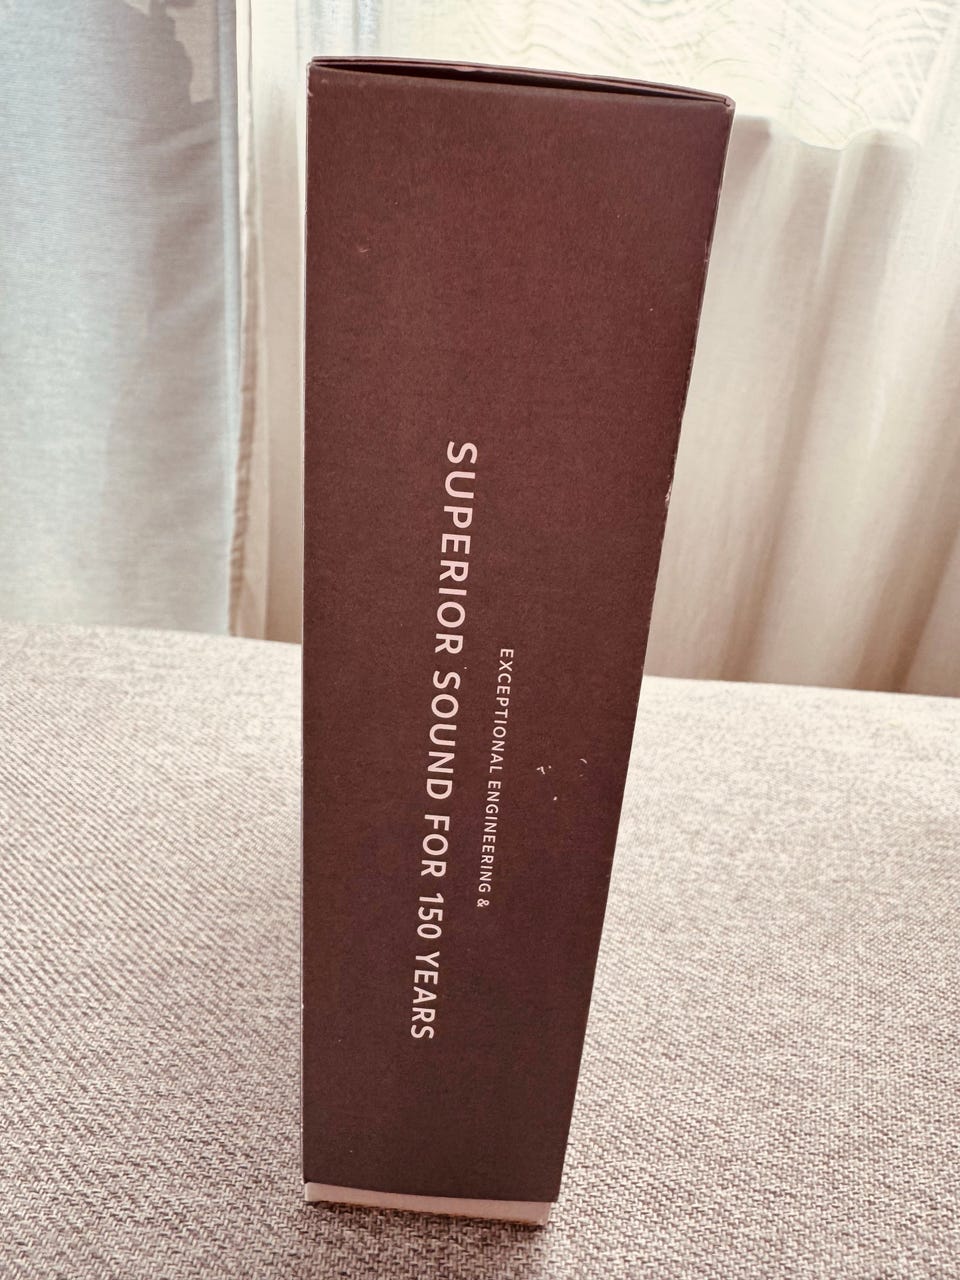 EXCEPTIONAL ENGINEERING &
SUPERIOR SOUND FOR 150 YEARS